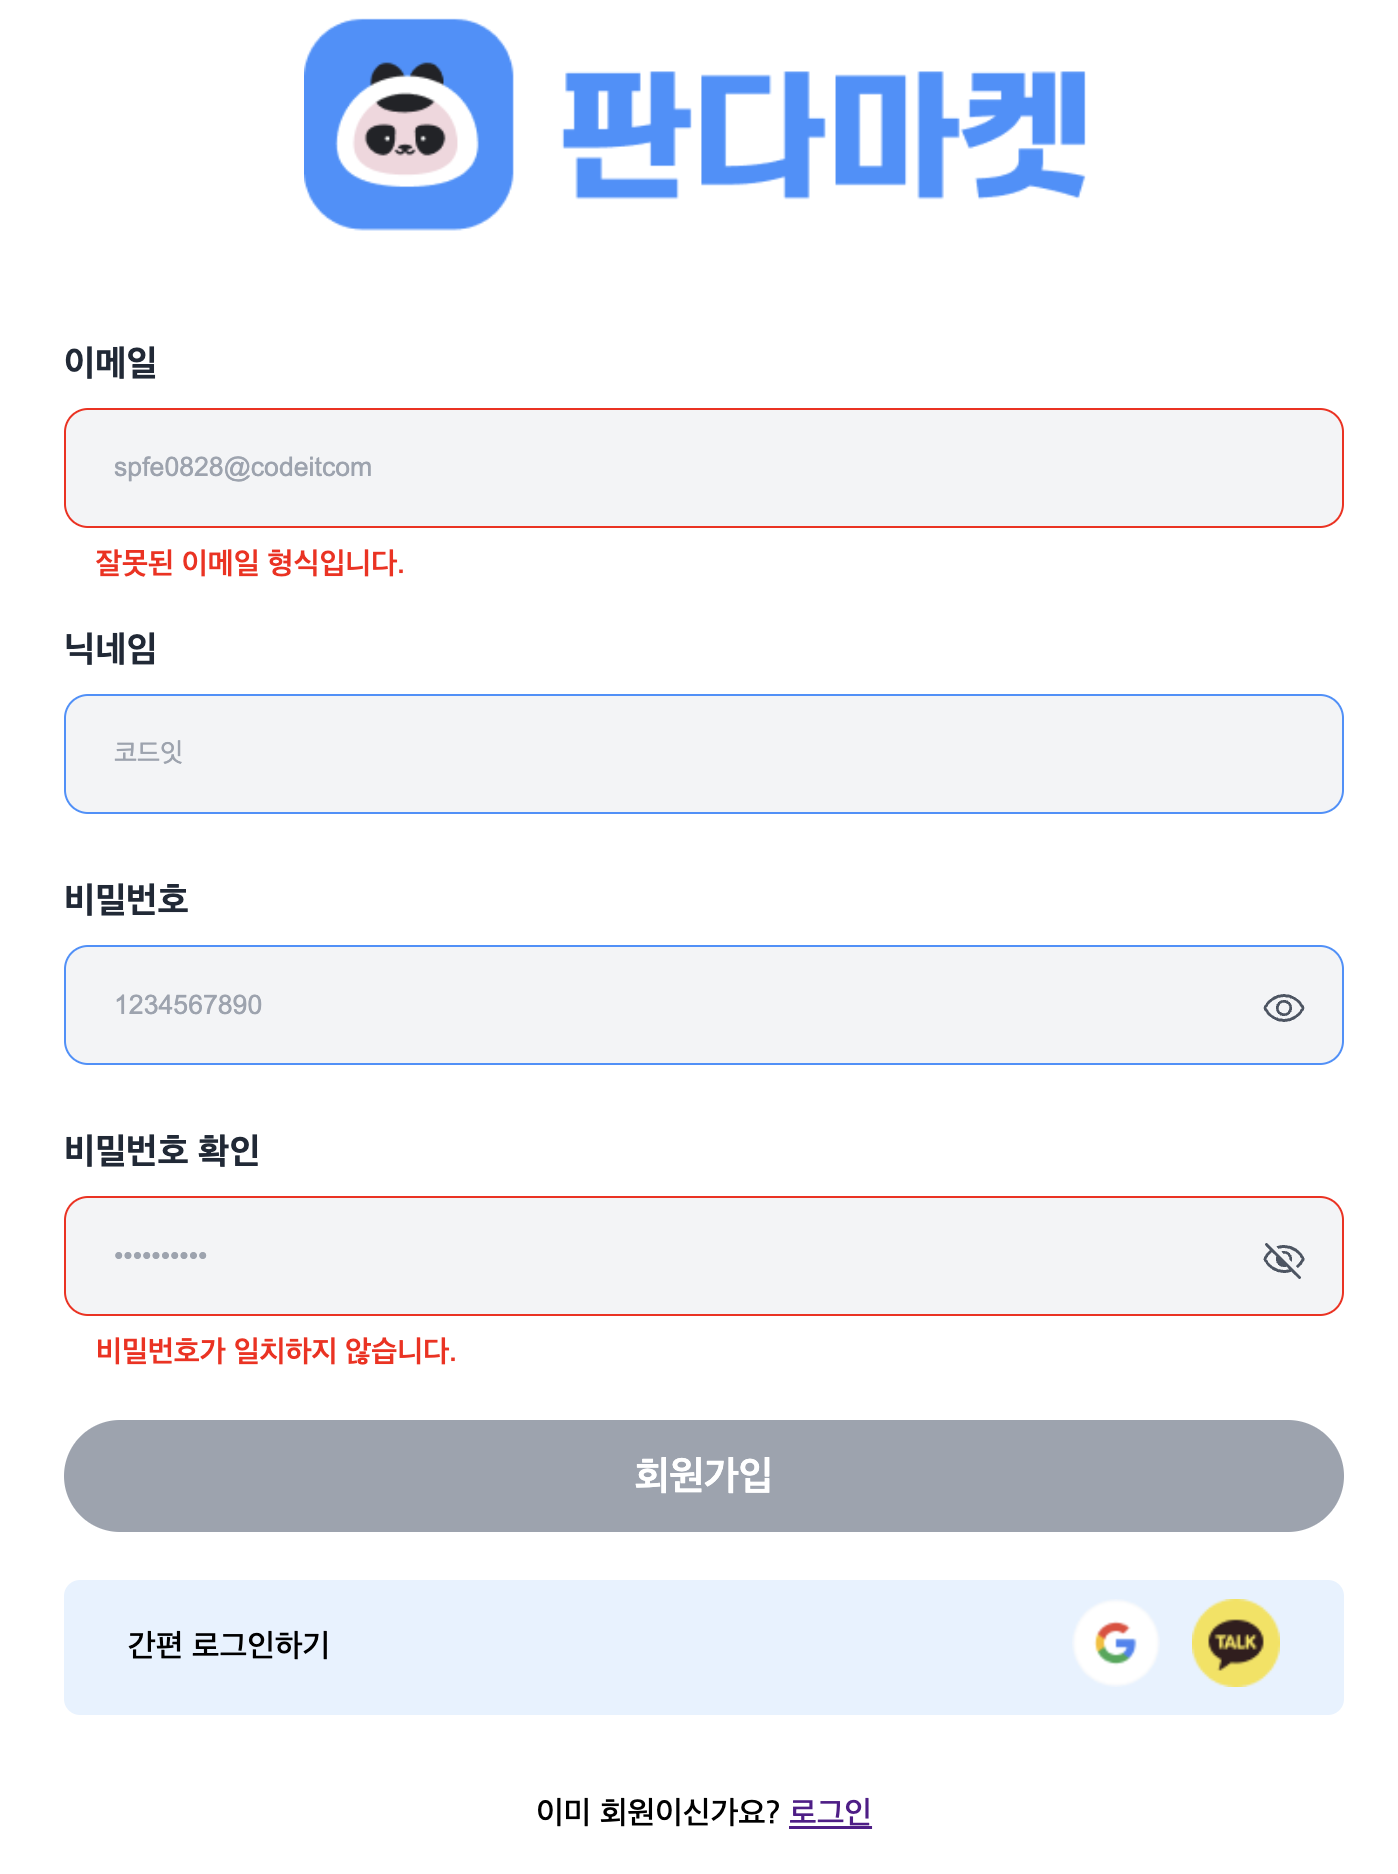 판다마켓
이메일
spfe0828@codeitcom
잘못된 이메일 형식입니다.
닉네임
코드잇
비밀번호
1234567890
비밀번호 확인
••••••••••
비밀번호가 일치하지 않습니다.
회원가입
간편 로그인하기
G
TALK
이미 회원이신가요? 로그인